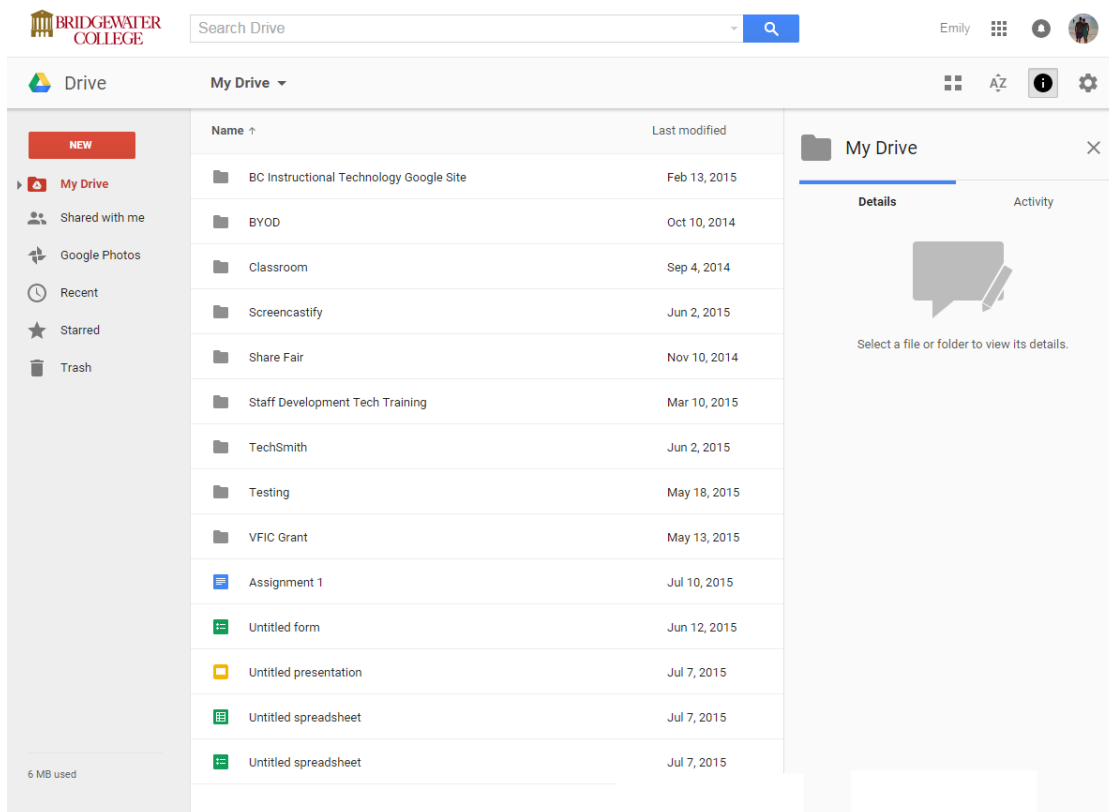 BRIDGEWATER
COLLEGE
Search Drive
Emily
Drive
My Drive
AZ
NEW
My Drive
Shared with me
Google Photos
Recent
Starred
Trash
6 MB used
Name ↑ Last modified
BC Instructional Technology Google Site Feb 13, 2015
BYOD Oct 10, 2014
Classroom Sep 4, 2014
Screencastify Jun 2, 2015
Share Fair Nov 10, 2014
Staff Development Tech Training Mar 10, 2015
TechSmith Jun 2, 2015
Testing May 18, 2015
VFIC Grant May 13, 2015
Assignment 1 Jul 10, 2015
Untitled form Jun 12, 2015
Untitled presentation Jul 7, 2015
Untitled spreadsheet Jul 7, 2015
Untitled spreadsheet Jul 7, 2015
My Drive
Details Activity
Select a file or folder to view its details.